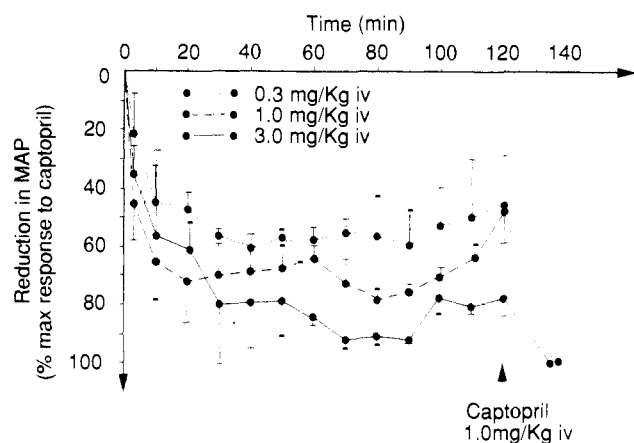 Time (min)
0 20 40 60 80 100 120 140
0
20
40
60
80
100
Reduction in MAP
(% max response to captopril)
0.3 mg/Kg iv
1.0 mg/Kg iv
3.0 mg/Kg iv
Captopril
1.0mg/Kg iv